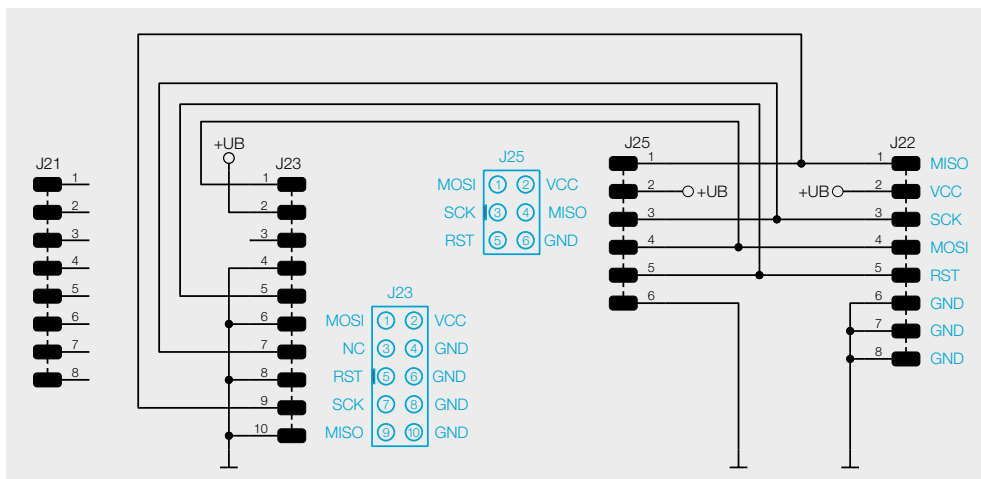 J21
1
2
3
4
5
6
7
8
+UB
J23
1
2
3
4
5
6
7
8
9
10
J25
MOSI 1 2 VCC
SCK 3 4 MISO
RST 5 6 GND
J23
MOSI 1 2 VCC
NC 3 4 GND
RST 5 6 GND
SCK 7 8 GND
MISO 9 10 GND
J25
1
2 +UB
3
4
5
6
J22
1 MISO
+UB 2 VCC
3 SCK
4 MOSI
5 RST
6 GND
7 GND
8 GND